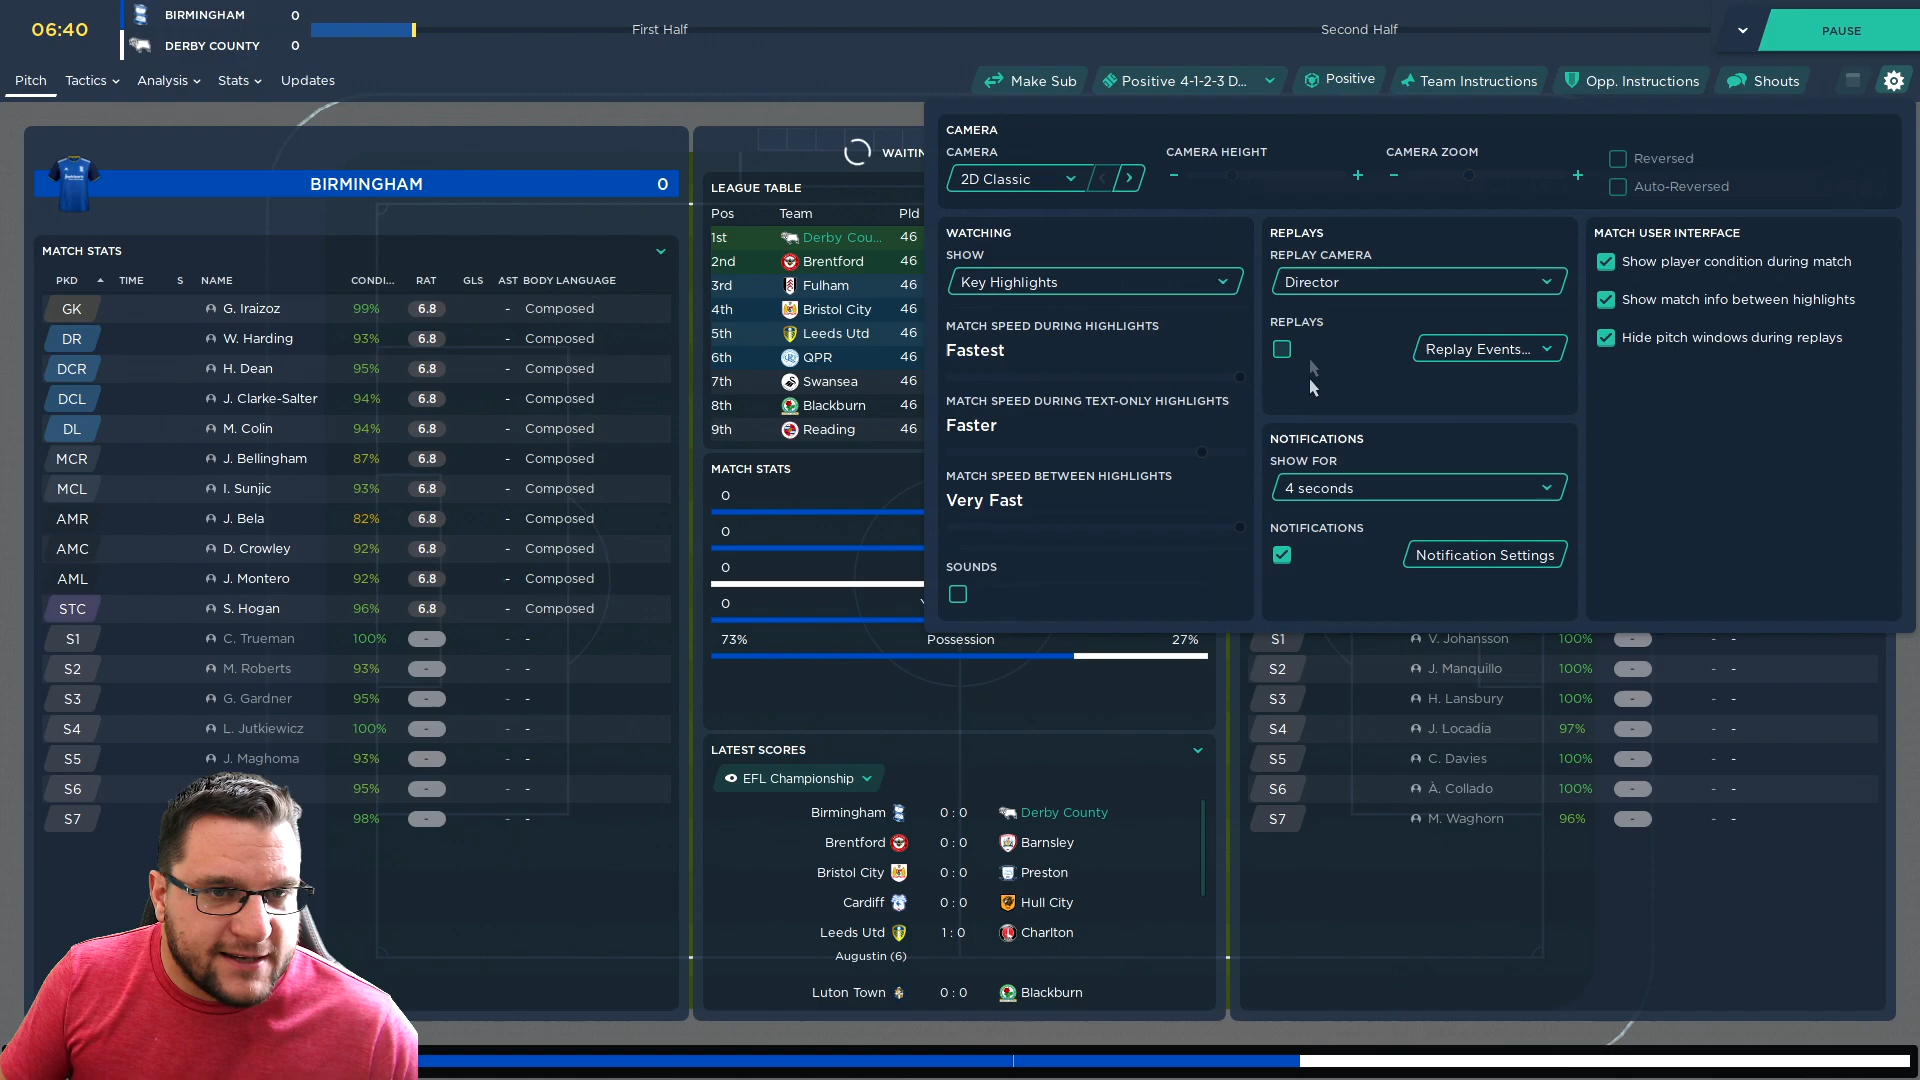 06:40
BIRMINGHAM 0
DERBY COUNTY 0
First Half
Second Half
PAUSE
Pitch Tactics Analysis Stats Updates
Make Sub Positive 4-1-2-3 D... Positive Team Instructions Opp. Instructions Shouts
BIRMINGHAM 0
MATCH STATS
PKD TIME S NAME CONDI... RAT GLS AST BODY LANGUAGE
GK G. Iraizoz 99% 6.8 - Composed
DR W. Harding 93% 6.8 - Composed
DCR H. Dean 95% 6.8 - Composed
DCL J. Clarke-Salter 94% 6.8 - Composed
DL M. Colin 94% 6.8 - Composed
MCR J. Bellingham 87% 6.8 - Composed
MCL I. Sunjic 93% 6.8 - Composed
AMR J. Bela 82% 6.8 - Composed
AMC D. Crowley 92% 6.8 - Composed
AML J. Montero 92% 6.8 - Composed
STC S. Hogan 96% 6.8 - Composed
S1 C. Trueman 100% - - -
S2 M. Roberts 93% - - -
S3 G. Gardner 95% - - -
S4 L. Jutkiewicz 100% - - -
S5 J. Maghoma 93% - - -
S6 95% - - -
S7 98% - - -
LEAGUE TABLE
Pos Team Pld
1st Derby Cou... 46
2nd Brentford 46
3rd Fulham 46
4th Bristol City 46
5th Leeds Utd 46
6th QPR 46
7th Swansea 46
8th Blackburn 46
9th Reading 46
MATCH STATS
0
0
0
0
73% Possession 27%
LATEST SCORES
EFL Championship
Birmingham 0 : 0 Derby County
Brentford 0 : 0 Barnsley
Bristol City 0 : 0 Preston
Cardiff 0 : 0 Hull City
Leeds Utd 1 : 0 Charlton
Augustin (6)
Luton Town 0 : 0 Blackburn
CAMERA
CAMERA
2D Classic
CAMERA HEIGHT
- +
CAMERA ZOOM
- +
Reversed
Auto-Reversed
WATCHING
SHOW
Key Highlights
MATCH SPEED DURING HIGHLIGHTS
Fastest
MATCH SPEED DURING TEXT-ONLY HIGHLIGHTS
Faster
MATCH SPEED BETWEEN HIGHLIGHTS
Very Fast
SOUNDS
REPLAYS
REPLAY CAMERA
Director
REPLAYS
Replay Events...
NOTIFICATIONS
SHOW FOR
4 seconds
NOTIFICATIONS
Notification Settings
MATCH USER INTERFACE
Show player condition during match
Show match info between highlights
Hide pitch windows during replays
S1 V. Johansson 100% - - -
S2 J. Manquillo 100% - - -
S3 H. Lansbury 100% - - -
S4 J. Locadia 97% - - -
S5 C. Davies 100% - - -
S6 À. Collado 100% - - -
S7 M. Waghorn 96% - - -